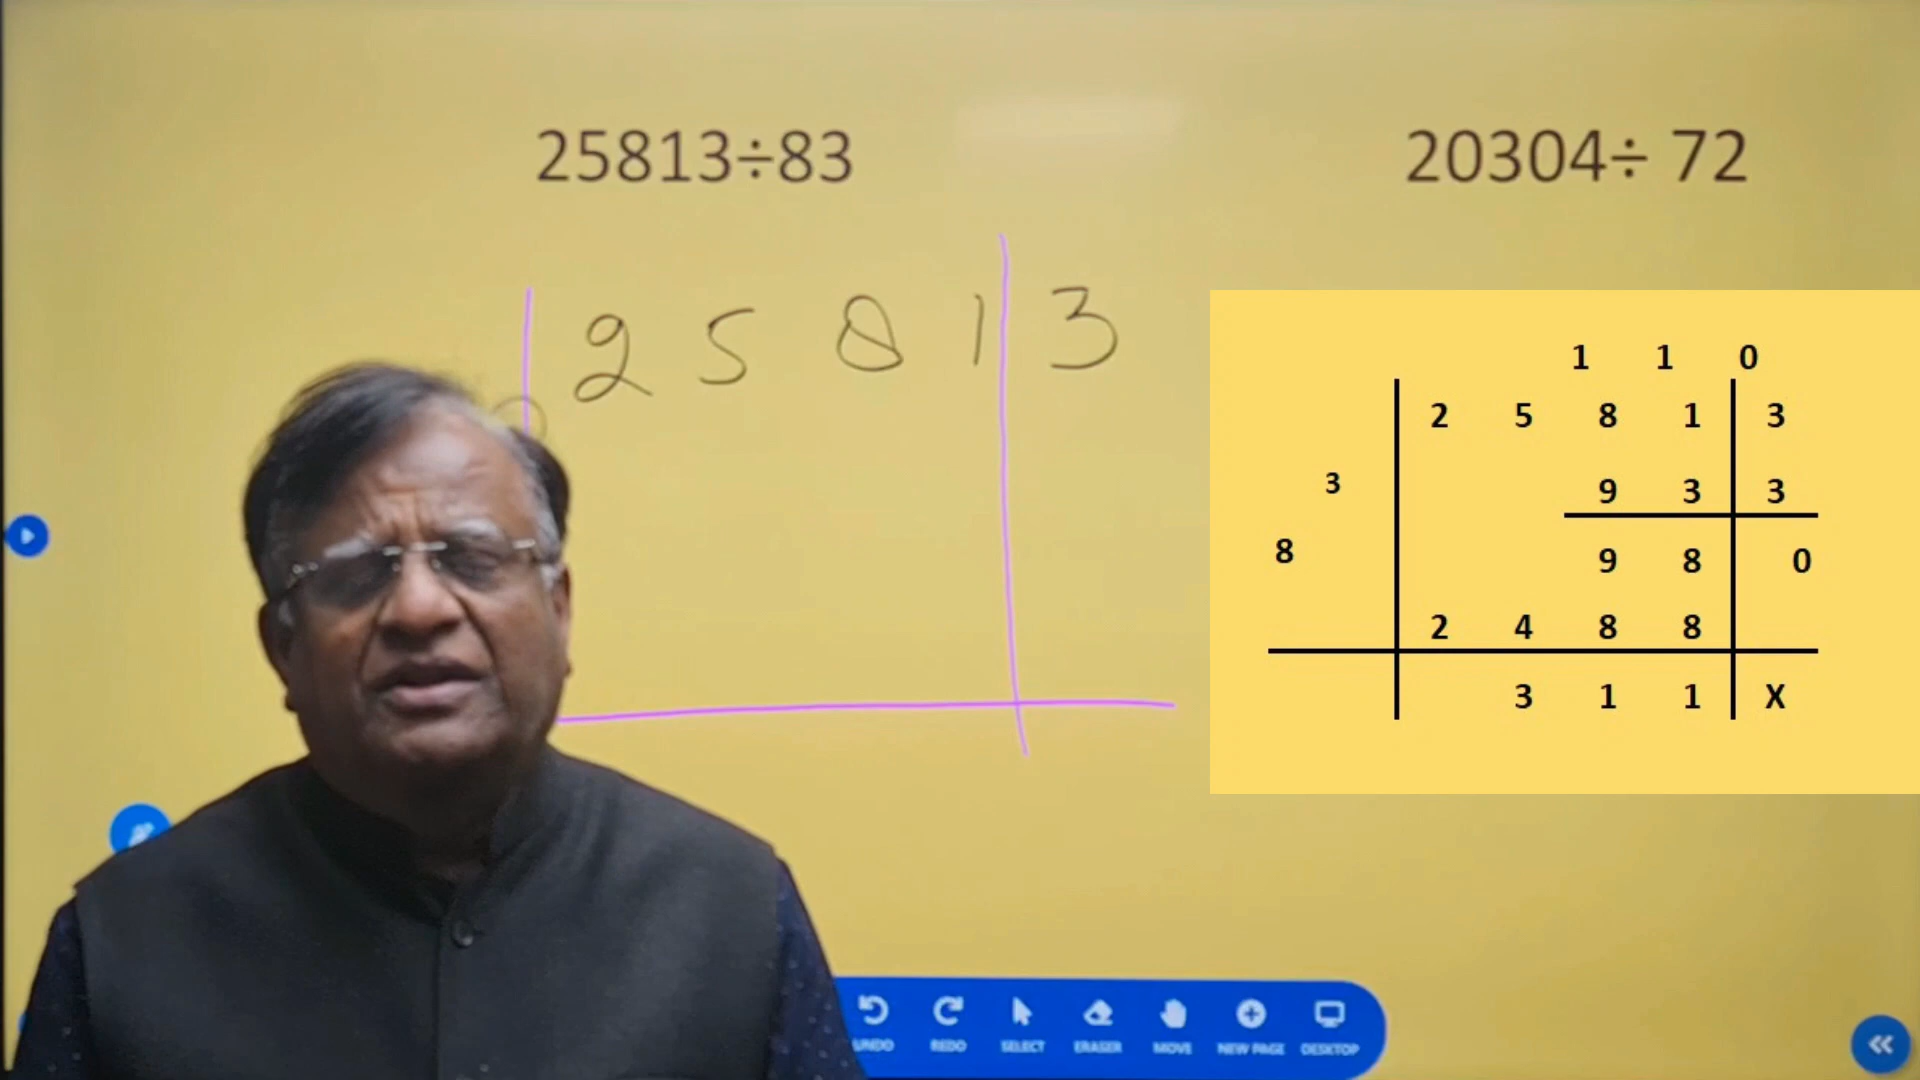 25813÷83
20304÷ 72
2 5 8 1 3
1 1 0
2 5 8 1 3
3 9 3 3
8 9 8 0
2 4 8 8
3 1 1 X
UNDO REDO SELECT ERASER MOVE NEW PAGE DESKTOP